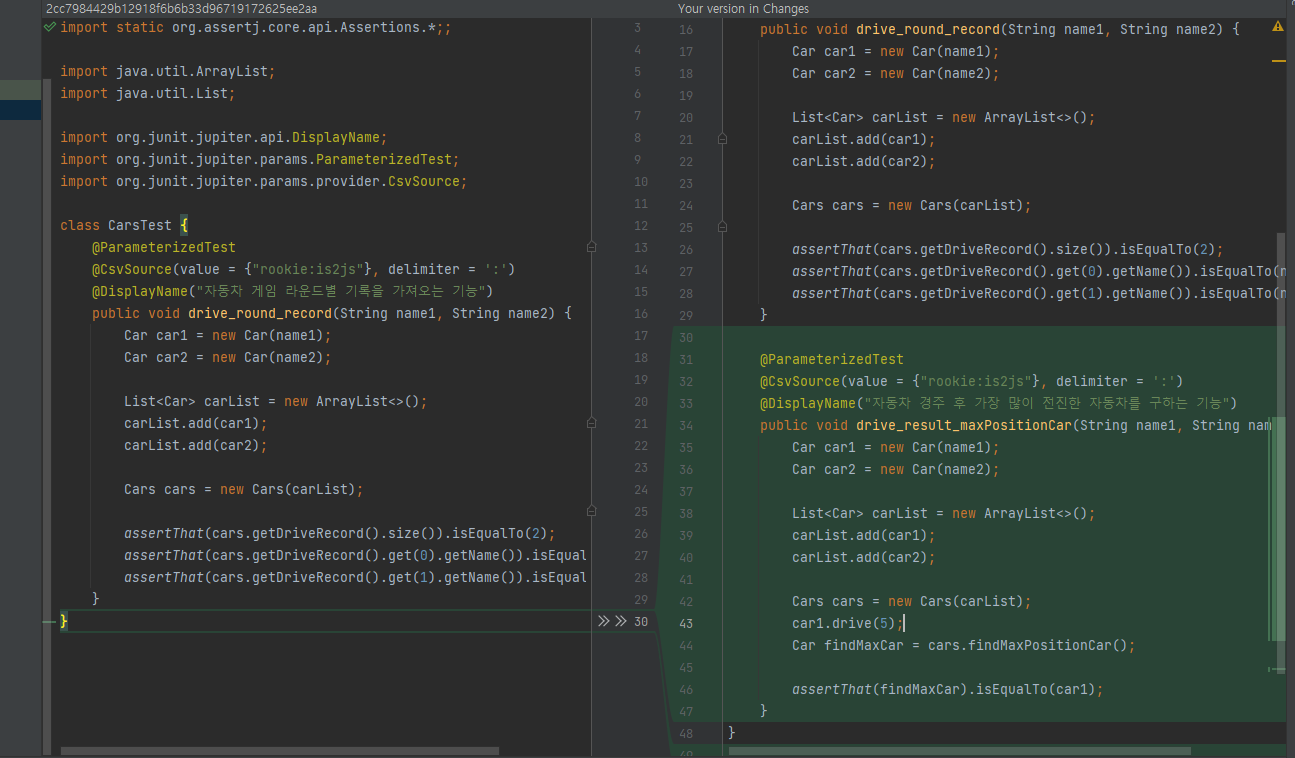 2cc7984429b12918f6b6b33d96719172625ee2aa
import static org.assertj.core.api.Assertions.*;;
import java.util.ArrayList;
import java.util.List;
import org.junit.jupiter.api.DisplayName;
import org.junit.jupiter.params.ParameterizedTest;
import org.junit.jupiter.params.provider.CsvSource;
class CarsTest {
@ParameterizedTest
@CsvSource(value = {"rookie:is2js"}, delimiter = ':')
@DisplayName("자동차 게임 라운드별 기록을 가져오는 기능")
public void drive_round_record(String name1, String name2) {
Car car1 = new Car(name1);
Car car2 = new Car(name2);
List<Car> carList = new ArrayList<>();
carList.add(car1);
carList.add(car2);
Cars cars = new Cars(carList);
assertThat(cars.getDriveRecord().size()).isEqualTo(2);
assertThat(cars.getDriveRecord().get(0).getName()).isEqual
assertThat(cars.getDriveRecord().get(1).getName()).isEqual
}
}
3
4
5
6
7
8
9
10
11
12
13
14
15
16
17
18
19
20
21
22
23
24
25
26
27
28
29
30
Your version in Changes
16 public void drive_round_record(String name1, String name2) {
17 Car car1 = new Car(name1);
18 Car car2 = new Car(name2);
19
20 List<Car> carList = new ArrayList<>();
21 carList.add(car1);
22 carList.add(car2);
23
24 Cars cars = new Cars(carList);
25
26 assertThat(cars.getDriveRecord().size()).isEqualTo(2);
27 assertThat(cars.getDriveRecord().get(0).getName()).isEqualTo(n
28 assertThat(cars.getDriveRecord().get(1).getName()).isEqualTo(n
29 }
30
31 @ParameterizedTest
32 @CsvSource(value = {"rookie:is2js"}, delimiter = ':')
33 @DisplayName("자동차 경주 후 가장 많이 전진한 자동차를 구하는 기능")
34 public void drive_result_maxPositionCar(String name1, String nam
35 Car car1 = new Car(name1);
36 Car car2 = new Car(name2);
37
38 List<Car> carList = new ArrayList<>();
39 carList.add(car1);
40 carList.add(car2);
41
42 Cars cars = new Cars(carList);
43 car1.drive(5);
44 Car findMaxCar = cars.findMaxPositionCar();
45
46 assertThat(findMaxCar).isEqualTo(car1);
47 }
48 }
49